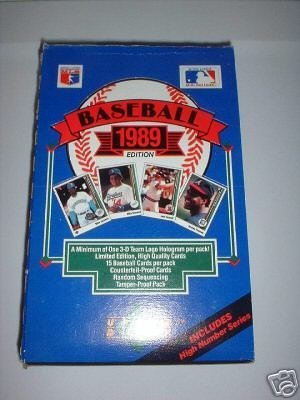 BASEBALL
1989
EDITION
A Minimum of One 3-D Team Logo Hologram per pack!
Limited Edition, High Quality Cards
15 Baseball Cards per pack
Counterfeit-Proof Cards
Random Sequencing
Tamper-Proof Pack
INCLUDES
High Number Series
ebY